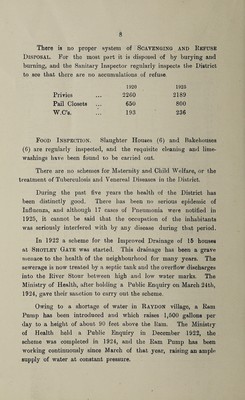 8
There is no proper system of Scavenging and Refuse
Disposal. For the most part it is disposed of by burying and
burning, and the Sanitary Inspector regularly inspects the District
to see that there are no accumulations of refuse
1920 1925
Privies ... 2260 2189
Pail Closets ... 650 800
W.C's. ... 193 236
Food Inspection. Slaughter Houses (6) and Bakehouses
(6) are regularly inspected, and the requisite cleaning and lime-
washings have been found to be carried out.
There are no schemes for Maternity and Child Welfare, or the
treatment of Tuberculosis and Venereal Diseases in the District.
During the past five years the health of the District has
been distinctly good. There has been no serious epidemic of
Influenza, and although 17 cases of Pneumonia were notified in
1925, it cannot be said that the occupation of the inhabitants
was seriously interfered with by any disease during that period.
In 1922 a scheme for the Improved Drainage of 15 houses
at Shotley Gate was started. This drainage has been a grave
menace to the health of the neighbourhood for many years. The
sewerage is now treated by a septic tank and the overflow discharges
into the River Stour between high and low water marks. The
Ministry of Health, after holding a Public Enquiry on March 24th,
1924, gave their sanction to carry out the scheme.
Owing to a shortage of water in Raydon village, a Ram
Pump has been introduced and which raises 1,500 gallons per
day to a height of about 90 feet above the Ram. The Ministry
of Health held a Public Enquiry in December 1922, the
scheme was completed in 1924, and the Ram Pump has been
working continuously since March of that year, raising an ample
supply of water at constant pressure.